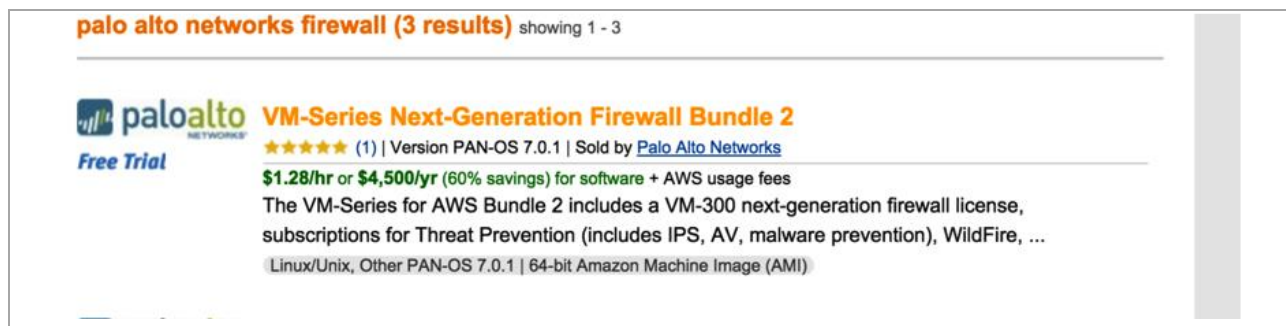 palo alto networks firewall (3 results) showing 1 - 3
paloalto
NETWORKS
Free Trial
VM-Series Next-Generation Firewall Bundle 2
★★★★★ (1) | Version PAN-OS 7.0.1 | Sold by Palo Alto Networks
$1.28/hr or $4,500/yr (60% savings) for software + AWS usage fees
The VM-Series for AWS Bundle 2 includes a VM-300 next-generation firewall license,
subscriptions for Threat Prevention (includes IPS, AV, malware prevention), WildFire, ...
Linux/Unix, Other PAN-OS 7.0.1 | 64-bit Amazon Machine Image (AMI)